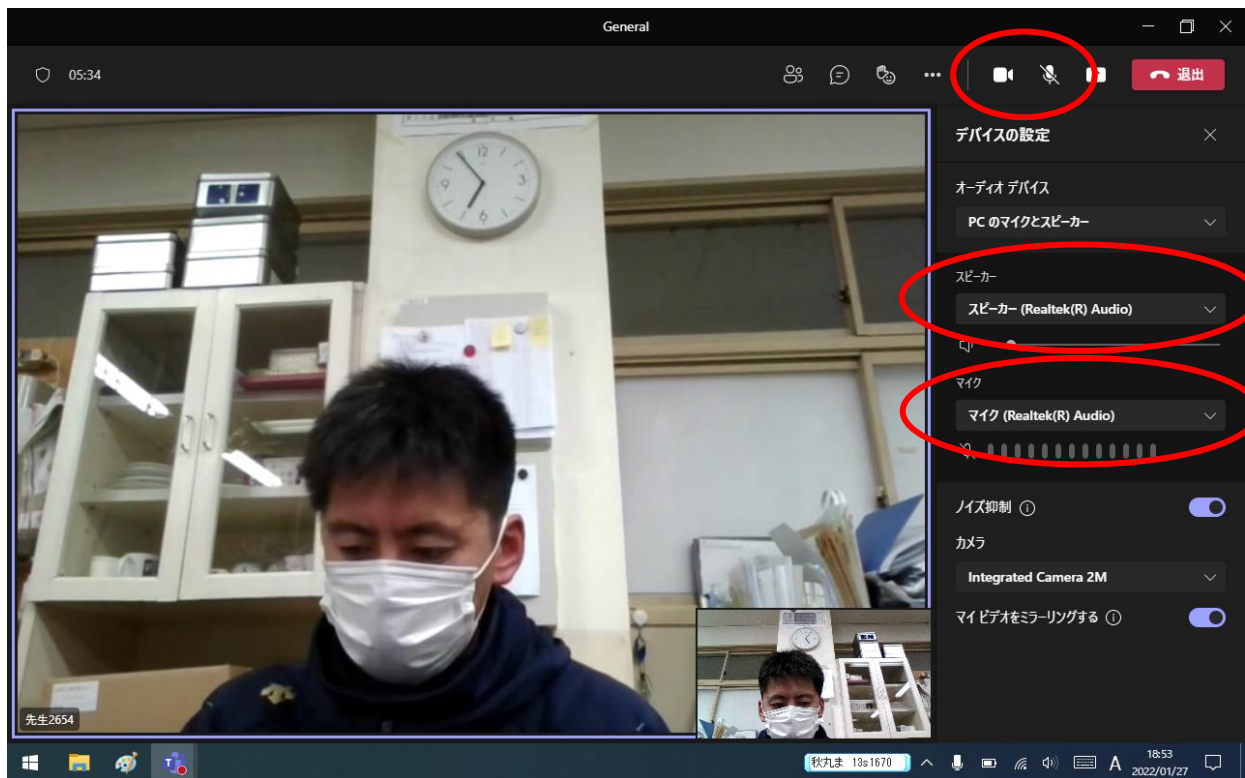 General
05:34
退出
デバイスの設定
オーディオ デバイス
PC のマイクとスピーカー
スピーカー
スピーカー (Realtek(R) Audio)
マイク
マイク (Realtek(R) Audio)
ノイズ抑制
カメラ
Integrated Camera 2M
マイ ビデオをミラーリングする
12
3
6
9
先生2654
秋丸ま 13s1670
A
18:53
2022/01/27